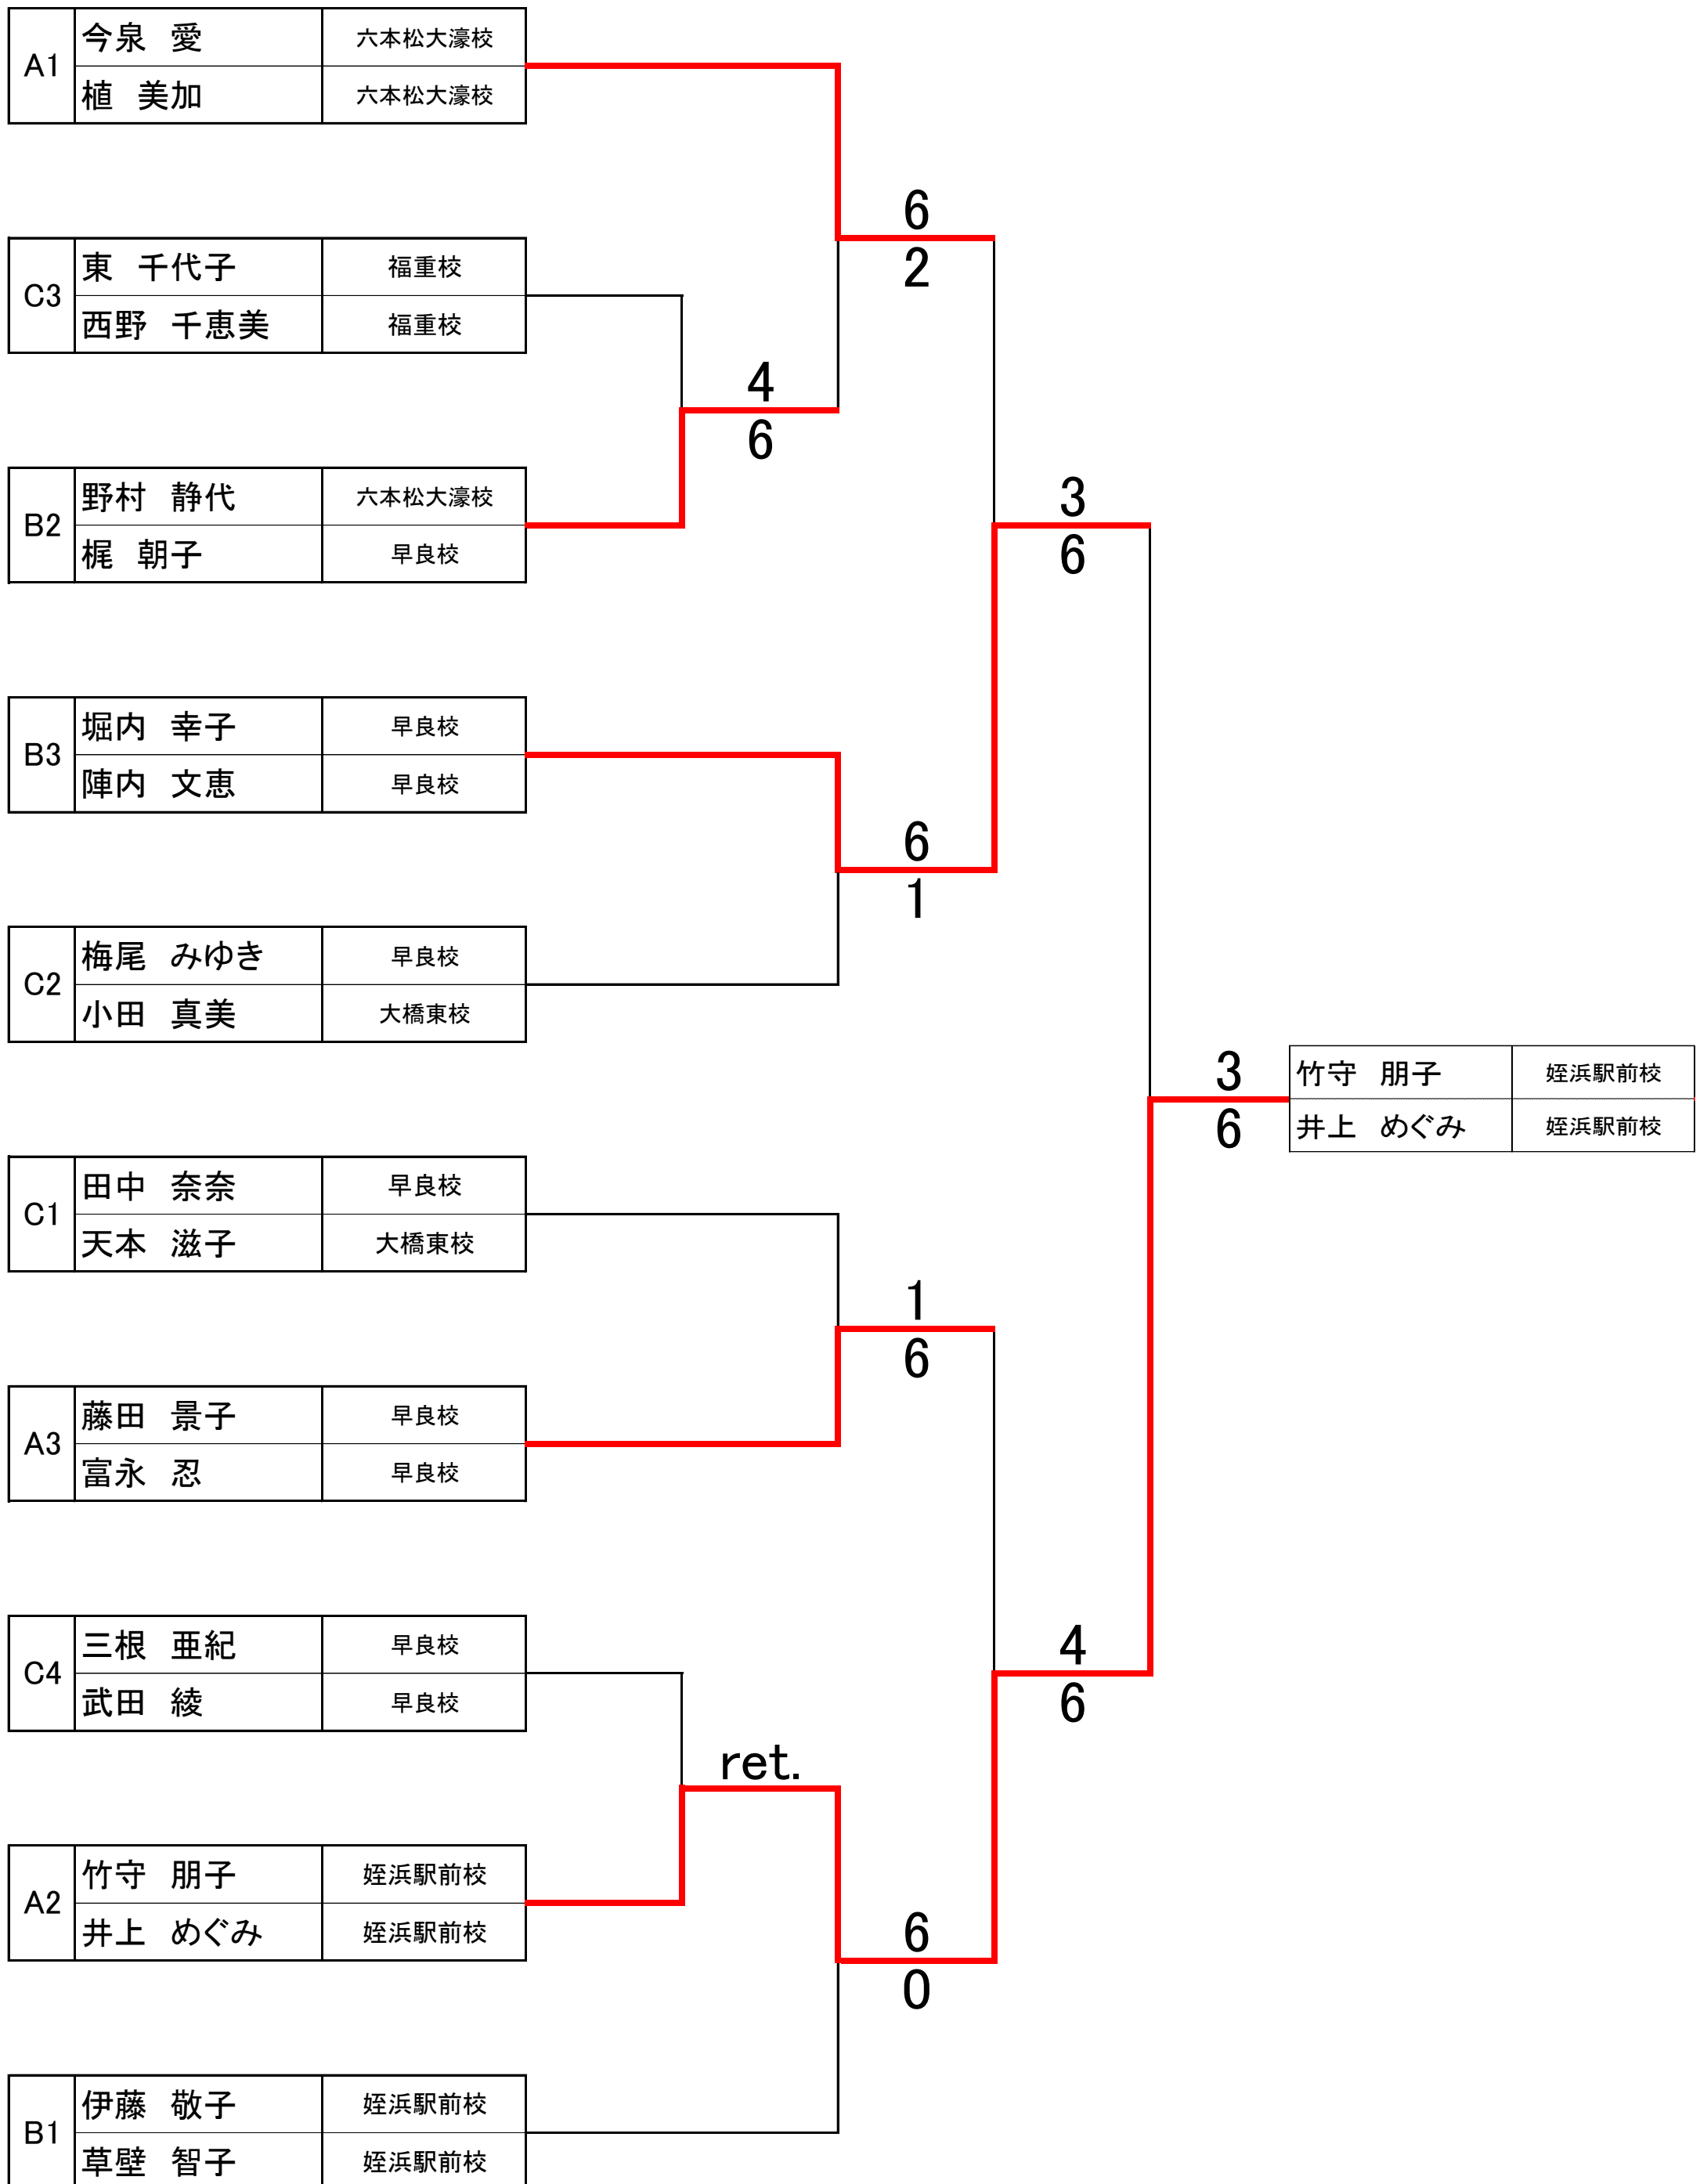 A1
今泉　愛 六本松大濠校
植　美加 六本松大濠校
6
2
C3
東　千代子 福重校
西野　千恵美 福重校
4
6
B2
野村　静代 六本松大濠校
梶　朝子 早良校
3
6
B3
堀内　幸子 早良校
陣内　文恵 早良校
6
1
C2
梅尾　みゆき 早良校
小田　真美 大橋東校
3
6
竹守　朋子 姪浜駅前校
井上　めぐみ 姪浜駅前校
C1
田中　奈奈 早良校
天本　滋子 大橋東校
1
6
A3
藤田　景子 早良校
富永　忍 早良校
C4
三根　亜紀 早良校
武田　綾 早良校
4
6
ret.
A2
竹守　朋子 姪浜駅前校
井上　めぐみ 姪浜駅前校
6
0
B1
伊藤　敬子 姪浜駅前校
草壁　智子 姪浜駅前校